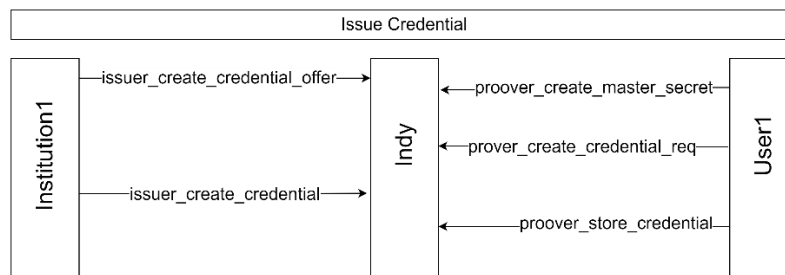 Issue Credential
Institution1
issuer_create_credential_offer
issuer_create_credential
Indy
proover_create_master_secret
prover_create_credential_req
proover_store_credential
User1